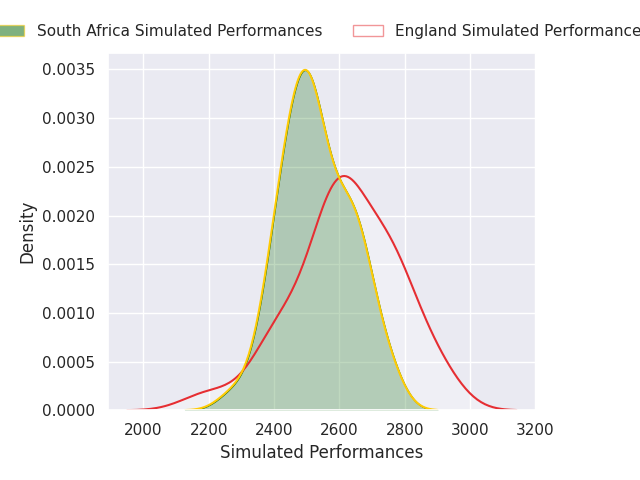 South Africa Simulated Performances England Simulated Performance
0.0035
0.0030
0.0025
0.0020
0.0015
0.0010
0.0005
0.0000
Density
2000 2200 2400 2600 2800 3000 3200
Simulated Performances